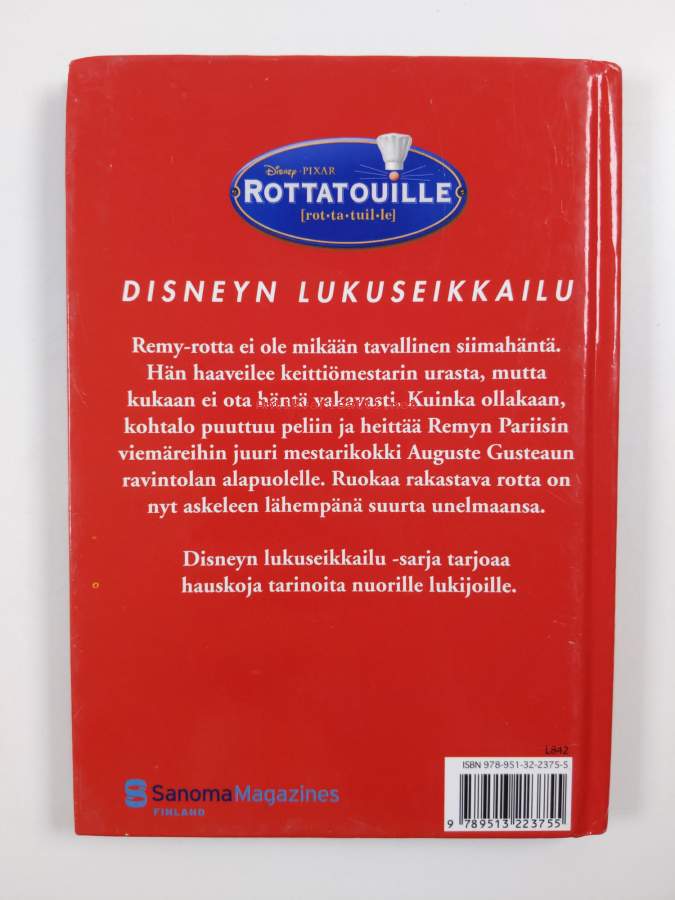 Disney · PIXAR
ROTTATOUILLE
[rot•ta•tuil•le]
DISNEYN LUKUSEIKKAILU
Remy-rotta ei ole mikään tavallinen siimahäntä.
Hän haaveilee keittiömestarin urasta, mutta
kukaan ei ota häntä vakavasti. Kuinka ollakaan,
kohtalo puuttuu peliin ja heittää Remyn Pariisin
viemäreihin juuri mestarikokki Auguste Gusteaun
ravintolan alapuolelle. Ruokaa rakastava rotta on
nyt askeleen lähempänä suurta unelmaansa.
Disneyn lukuseikkailu -sarja tarjoaa
hauskoja tarinoita nuorille lukijoille.
L842
ISBN 978-951-32-2375-5
9 789513 223755
SanomaMagazines
FINLAND